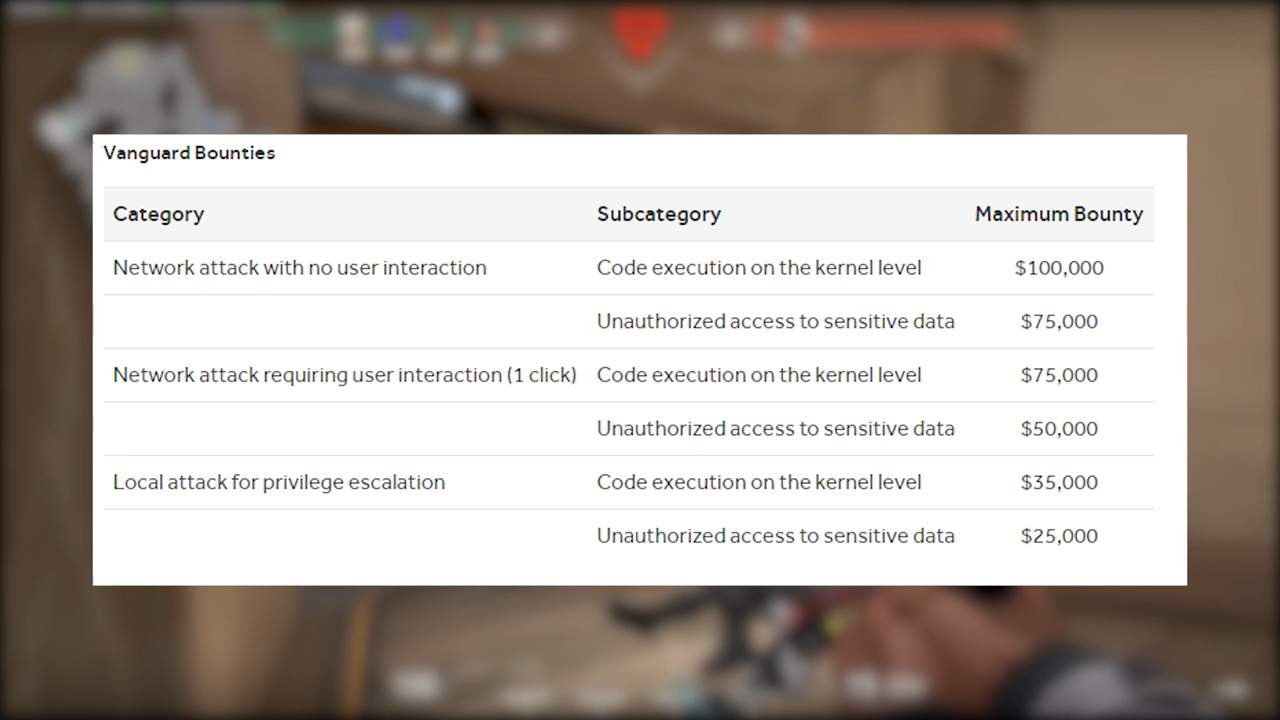 Vanguard Bounties
Category Subcategory Maximum Bounty
Network attack with no user interaction Code execution on the kernel level $100,000
Unauthorized access to sensitive data $75,000
Network attack requiring user interaction (1 click) Code execution on the kernel level $75,000
Unauthorized access to sensitive data $50,000
Local attack for privilege escalation Code execution on the kernel level $35,000
Unauthorized access to sensitive data $25,000